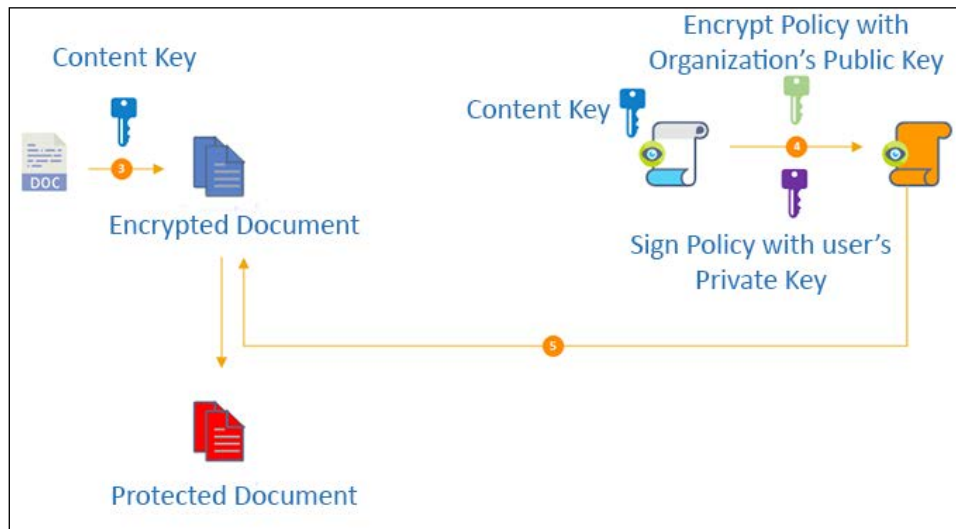 Content Key
Encrypt Policy with
Organization's Public Key
Content Key
DOC
3
4
Encrypted Document
Sign Policy with user's
Private Key
5
Protected Document